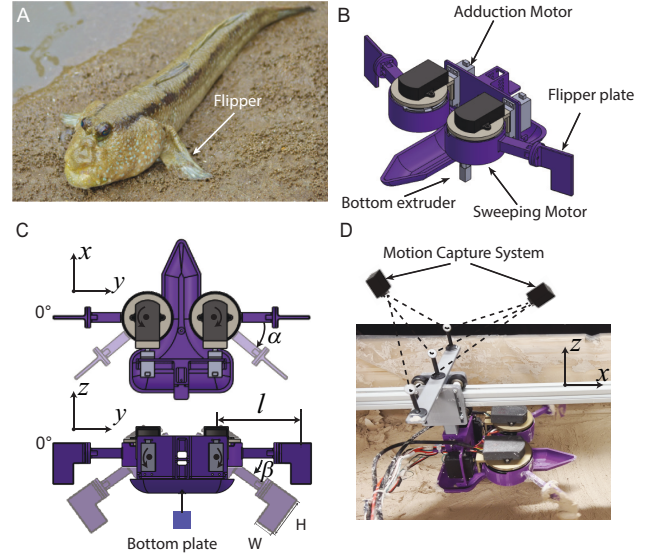 A
Flipper
B
Adduction Motor
Flipper plate
Bottom extruder
Sweeping Motor
C
x
y
0°
α
z
y
l
0°
β
H
W
Bottom plate
D
Motion Capture System
z
x